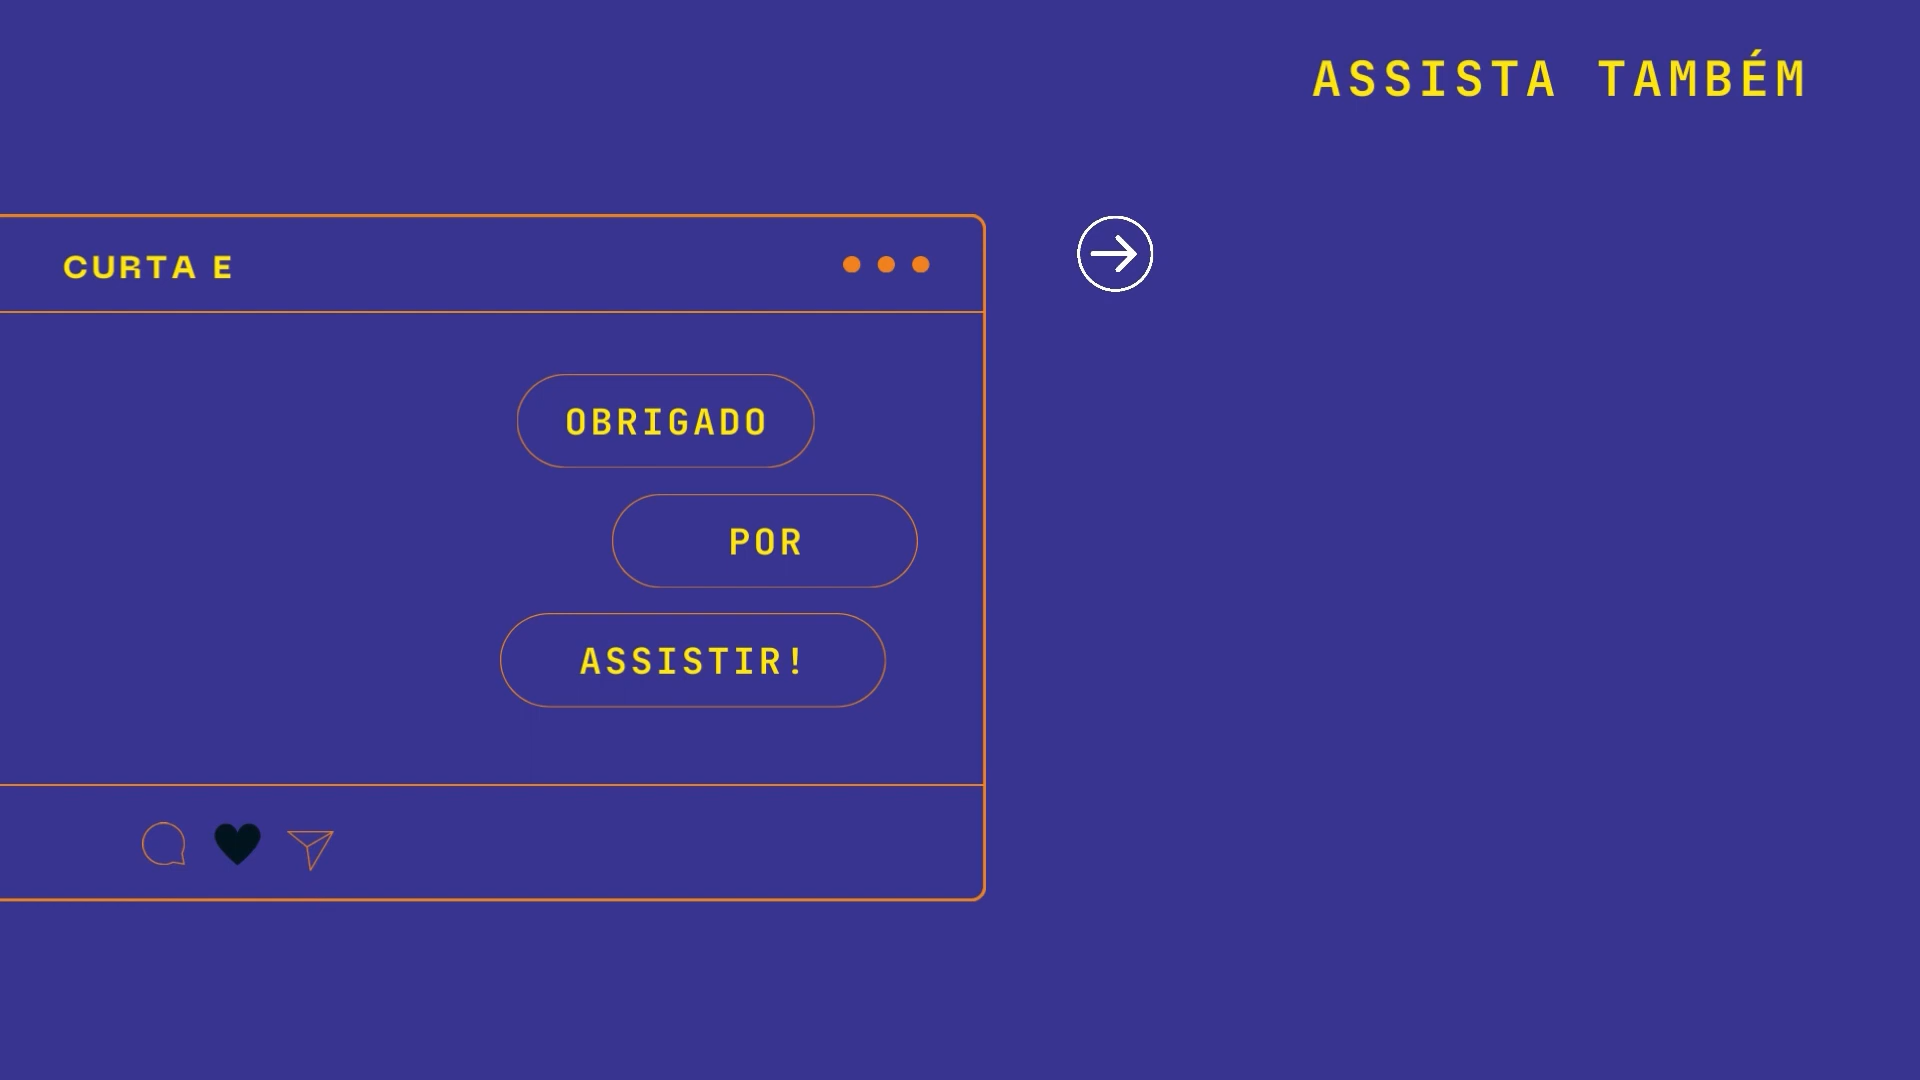 ASSISTA TAMBÉM
CURTA E
OBRIGADO
POR
ASSISTIR!